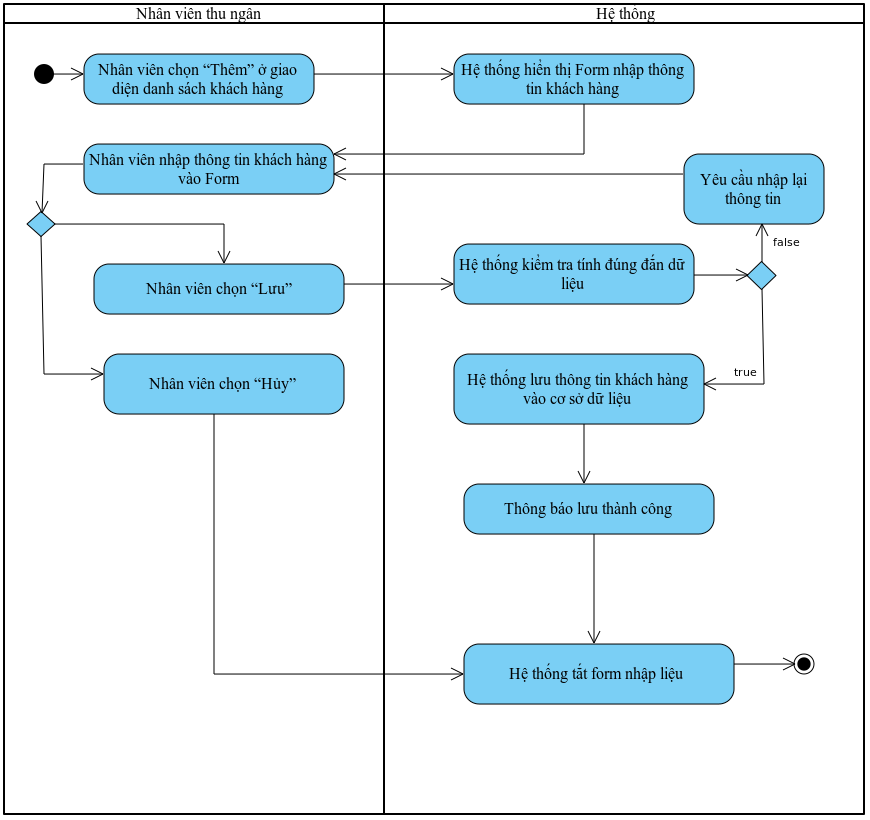 Nhân viên thu ngân
Hệ thống
Nhân viên chọn “Thêm” ở giao
diện danh sách khách hàng
Hệ thống hiển thị Form nhập thông
tin khách hàng
Nhân viên nhập thông tin khách hàng
vào Form
Yêu cầu nhập lại
thông tin
false
Nhân viên chọn “Lưu”
Hệ thống kiểm tra tính đúng đắn dữ
liệu
Nhân viên chọn “Hủy”
true
Hệ thống lưu thông tin khách hàng
vào cơ sở dữ liệu
Thông báo lưu thành công
Hệ thống tắt form nhập liệu